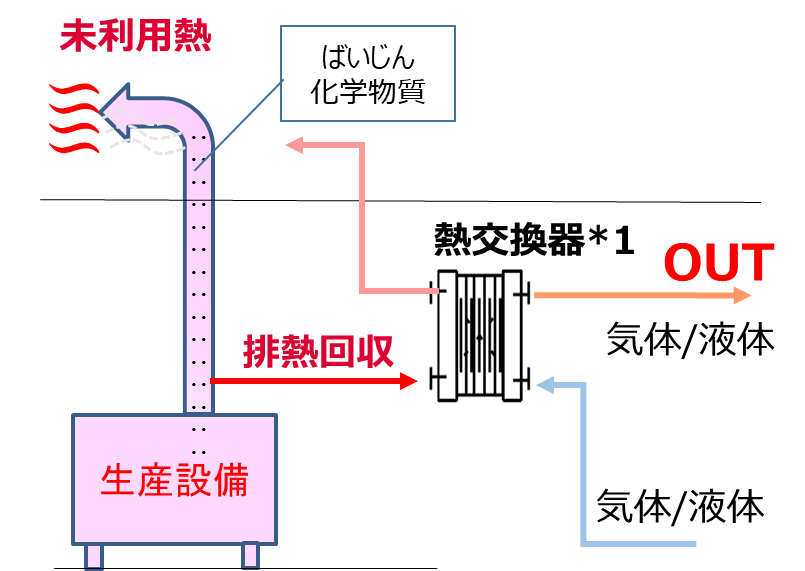 未利用熱
ばいじん
化学物質
熱交換器*1
OUT
気体/液体
排熱回収
生産設備
気体/液体